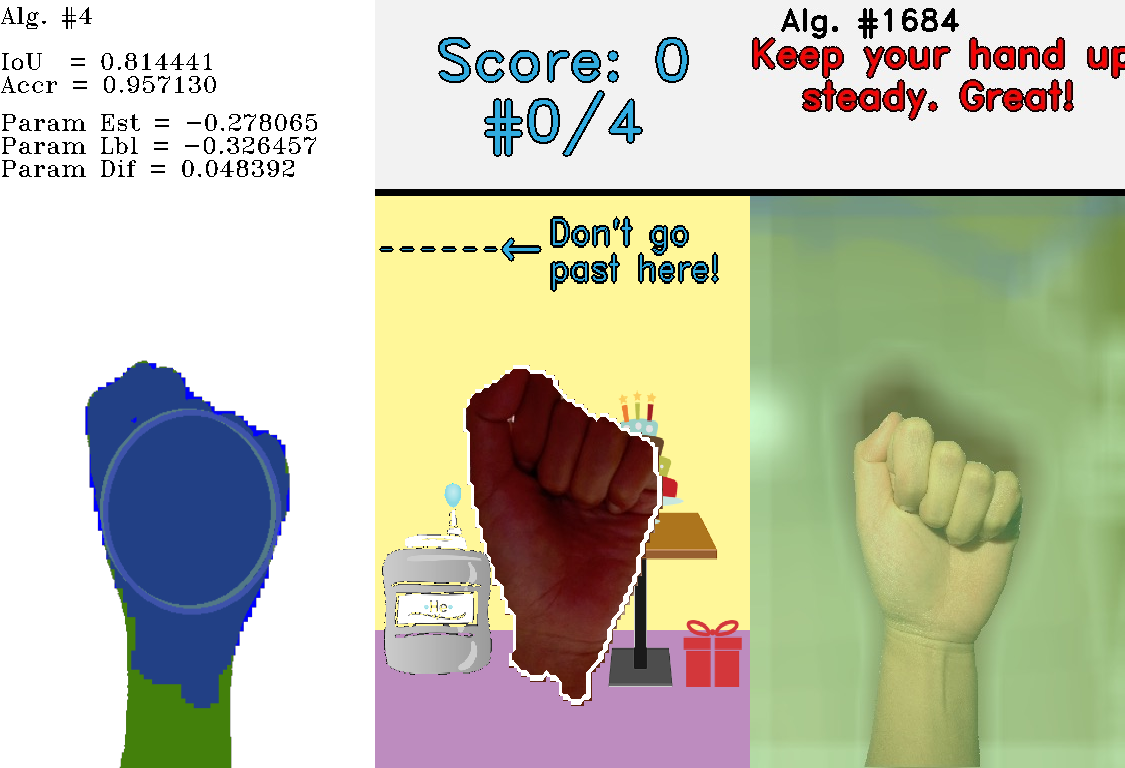 Alg. #4
IoU = 0.814441
Accr = 0.957130
Param Est = −0.278065
Param Lbl = −0.326457
Param Dif = 0.048392
Score: 0
#0/4
Alg. #1684
Keep your hand up
steady. Great!
Don't go
past here!